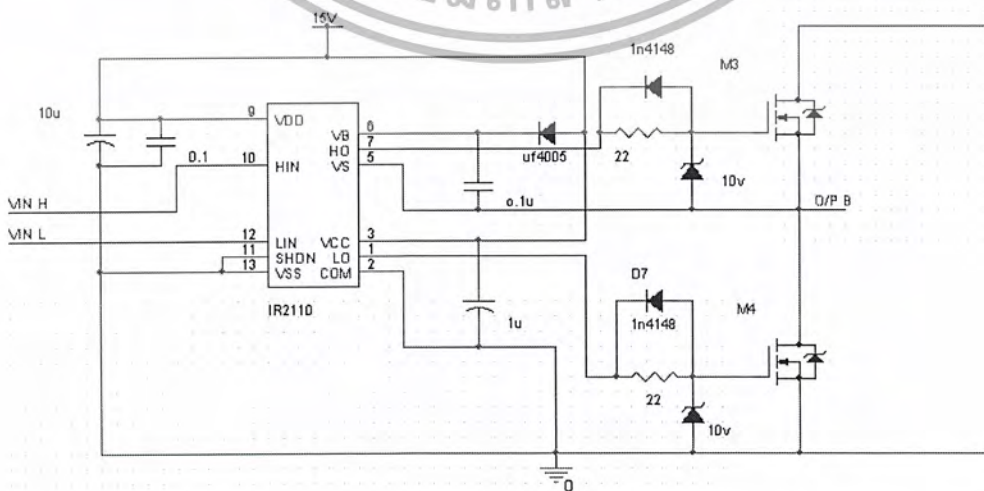 15V
1n4148
M3
10u
9
VDD
VB
6
HO
7
VS
5
uf4005
22
10v
0.1
10
HIN
o.1u
O/P B
VIN H
VIN L
12
LIN
VCC
3
11
SHDN
LO
1
13
VSS
COM
2
IR2110
1u
D7
1n4148
M4
22
10v
0